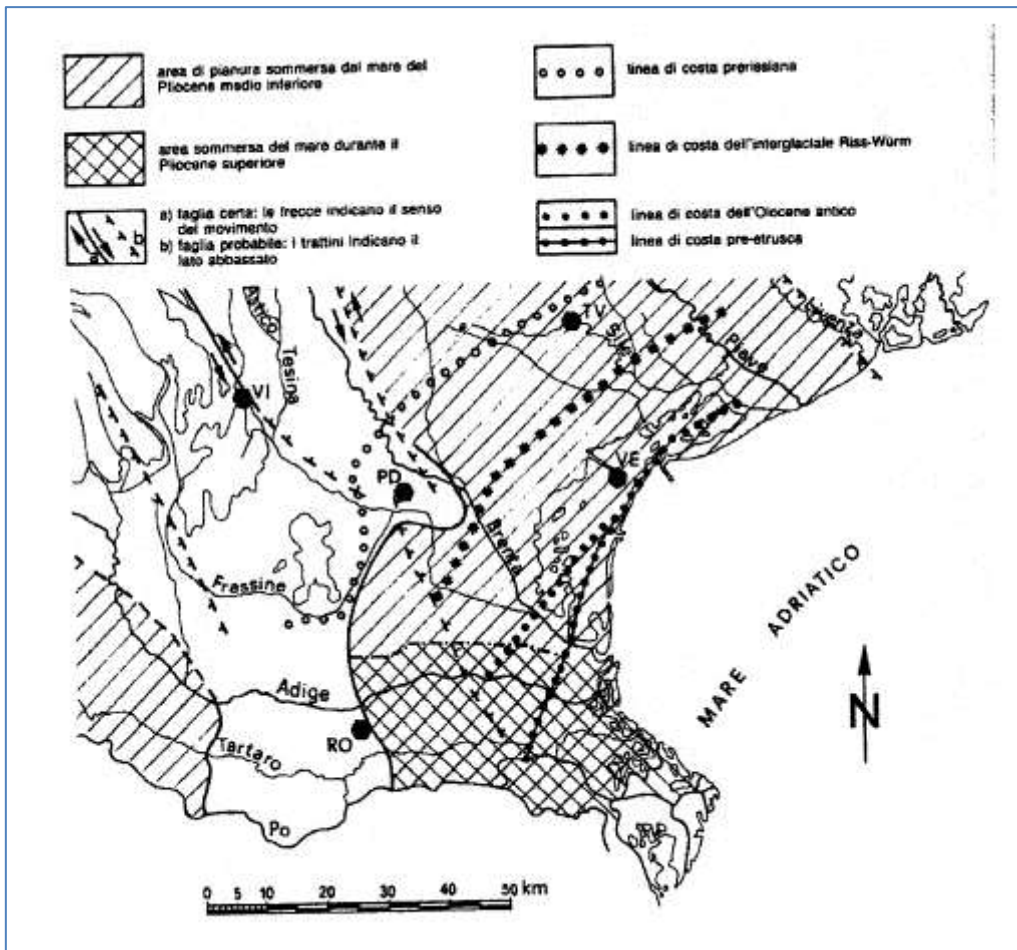 area di pianura sommersa dal mare del
Pliocene medio inferiore
area sommersa del mare durante il
Pliocene superiore
a) faglia certa: le frecce indicano il senso
del movimento
b) faglia probabile: i trattini indicano il
lato abbassato
a
b
linea di costa prerissiana
linea di costa dell'interglaciale Riss-Würm
linea di costa dell'Olocene antico
linea di costa pre-etrusca
Astico
Tesina
VI
TV
Sile
Piave
Livenza
PD
VE
Brenta
Frassine
Adige
RO
Tartaro
Po
MARE ADRIATICO
N
0 5 10 20 30 40 50 km